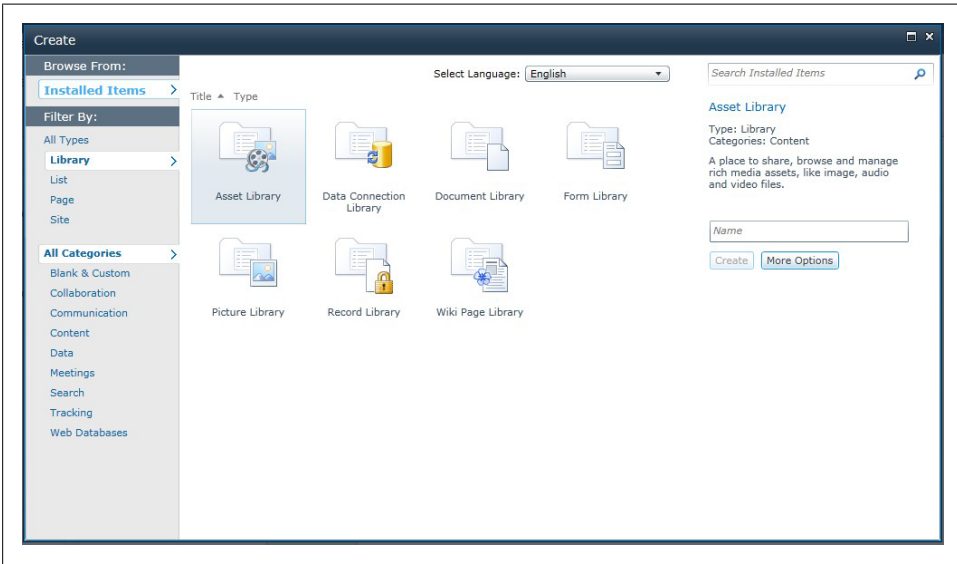 Create
Browse From:
Installed Items
Filter By:
All Types
Library
List
Page
Site
All Categories
Blank & Custom
Collaboration
Communication
Content
Data
Meetings
Search
Tracking
Web Databases
Select Language: English
Title Type
Asset Library
Data Connection
Library
Document Library
Form Library
Picture Library
Record Library
Wiki Page Library
Search Installed Items
Asset Library
Type: Library
Categories: Content
A place to share, browse and manage
rich media assets, like image, audio
and video files.
Name
Create More Options